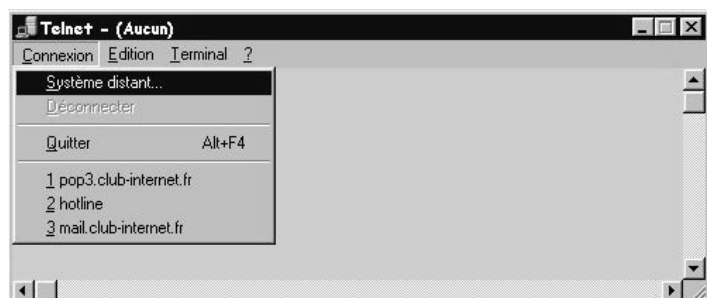 Telnet - (Aucun)
Connexion Edition Terminal ?
Système distant...
Déconnecter
Quitter Alt+F4
1 pop3.club-internet.fr
2 hotline
3 mail.club-internet.fr